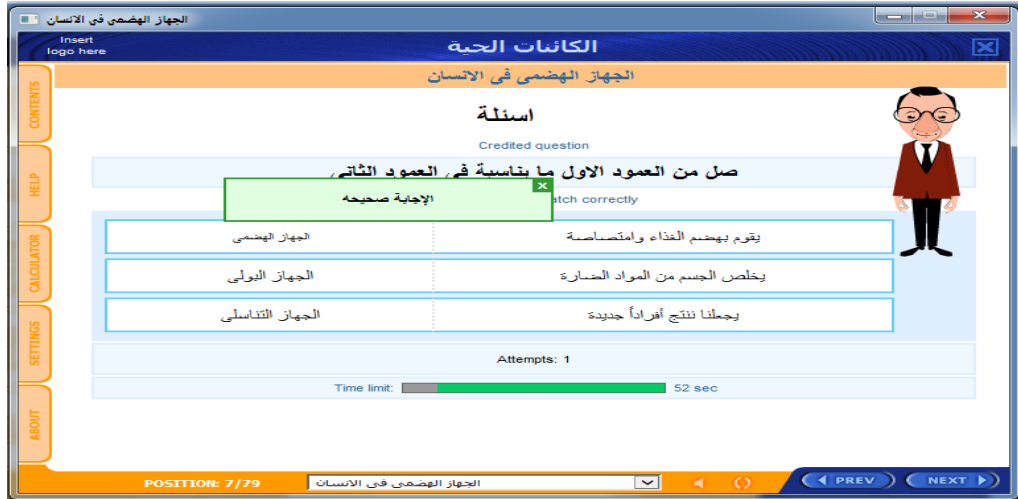 الجهاز الهضمى فى الانسان
Insert
logo here
الكائنات الحية
الجهاز الهضمى فى الانسان
CONTENTS
HELP
CALCULATOR
SETTINGS
ABOUT
اسئلة
Credited question
صل من العمود الاول ما يناسبة في العمود الثاني
atch correctly
الإجابة صحيحه
يقوم بهضم الغذاء وامتصاصة
الجهاز الهضمى
يخلص الجسم من المواد الضارة
الجهاز البولى
يجعلنا ننتج أفراداً جديدة
الجهاز التناسلى
Attempts: 1
Time limit: 52 sec
POSITION: 7/79
الجهاز الهضمى فى الانسان
PREV
NEXT